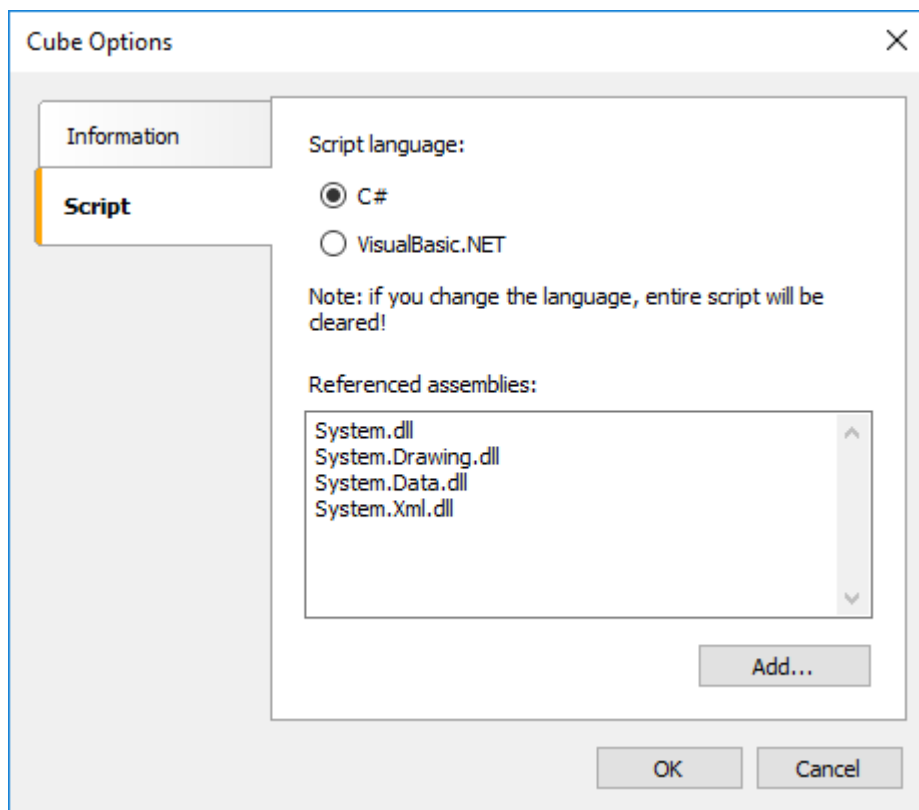 Cube Options
Information
Script
Script language:
C#
VisualBasic.NET
Note: if you change the language, entire script will be
cleared!
Referenced assemblies:
System.dll
System.Drawing.dll
System.Data.dll
System.Xml.dll
Add...
OK
Cancel